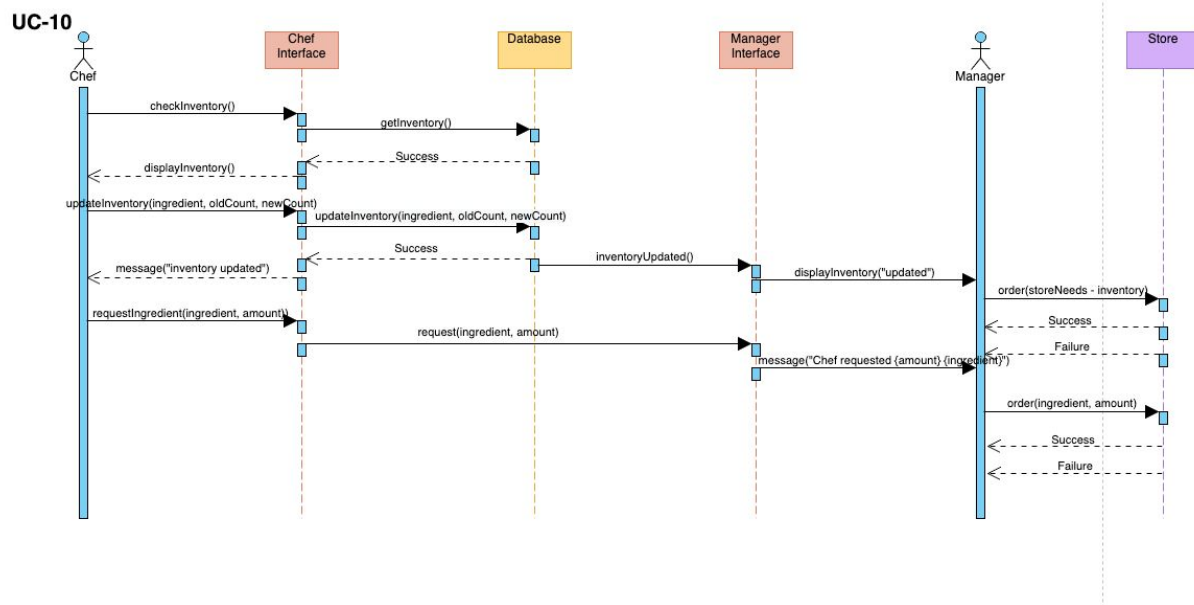 UC-10
Chef
Chef
Interface
Database
Manager
Interface
Manager
Store
checkInventory()
getInventory()
Success
displayInventory()
updateInventory(ingredient, oldCount, newCount)
updateInventory(ingredient, oldCount, newCount)
Success
inventoryUpdated()
message("inventory updated")
displayInventory("updated")
order(storeNeeds - inventory)
requestIngredient(ingredient, amount))
Success
request(ingredient, amount)
Failure
message("Chef requested {amount} {ingredient}")
order(ingredient, amount)
Success
Failure